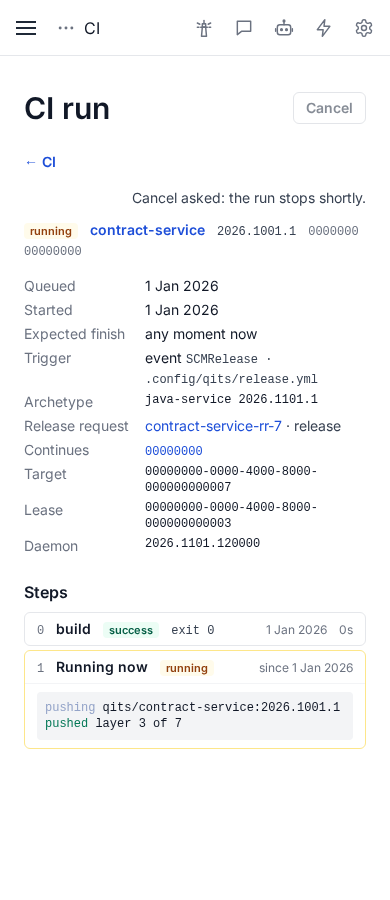 ··· CI
CI run
Cancel
← CI
Cancel asked: the run stops shortly.
running contract-service 2026.1001.1 0000000
00000000
Queued 1 Jan 2026
Started 1 Jan 2026
Expected finish any moment now
Trigger event SCMRelease ·
.config/qits/release.yml
Archetype java-service 2026.1101.1
Release request contract-service-rr-7 · release
Continues 00000000
Target 00000000-0000-4000-8000-
000000000007
Lease 00000000-0000-4000-8000-
000000000003
Daemon 2026.1101.120000
Steps
0 build success exit 0 1 Jan 2026 0s
1 Running now running since 1 Jan 2026
pushing qits/contract-service:2026.1001.1
pushed layer 3 of 7